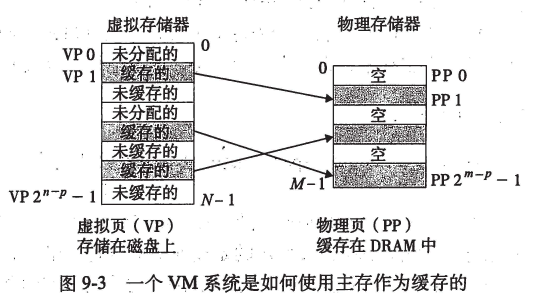 虚拟存储器
物理存储器
0
VP 0 未分配的
VP 1 缓存的
未缓存的
未分配的
缓存的
未缓存的
缓存的
VP 2^{n-p} - 1 未缓存的
N-1
0
空 PP 0
PP 1
空
空
M-1
PP 2^{m-p} - 1
虚拟页（VP）
存储在磁盘上
物理页（PP）
缓存在 DRAM 中
图 9-3 一个 VM 系统是如何使用主存作为缓存的